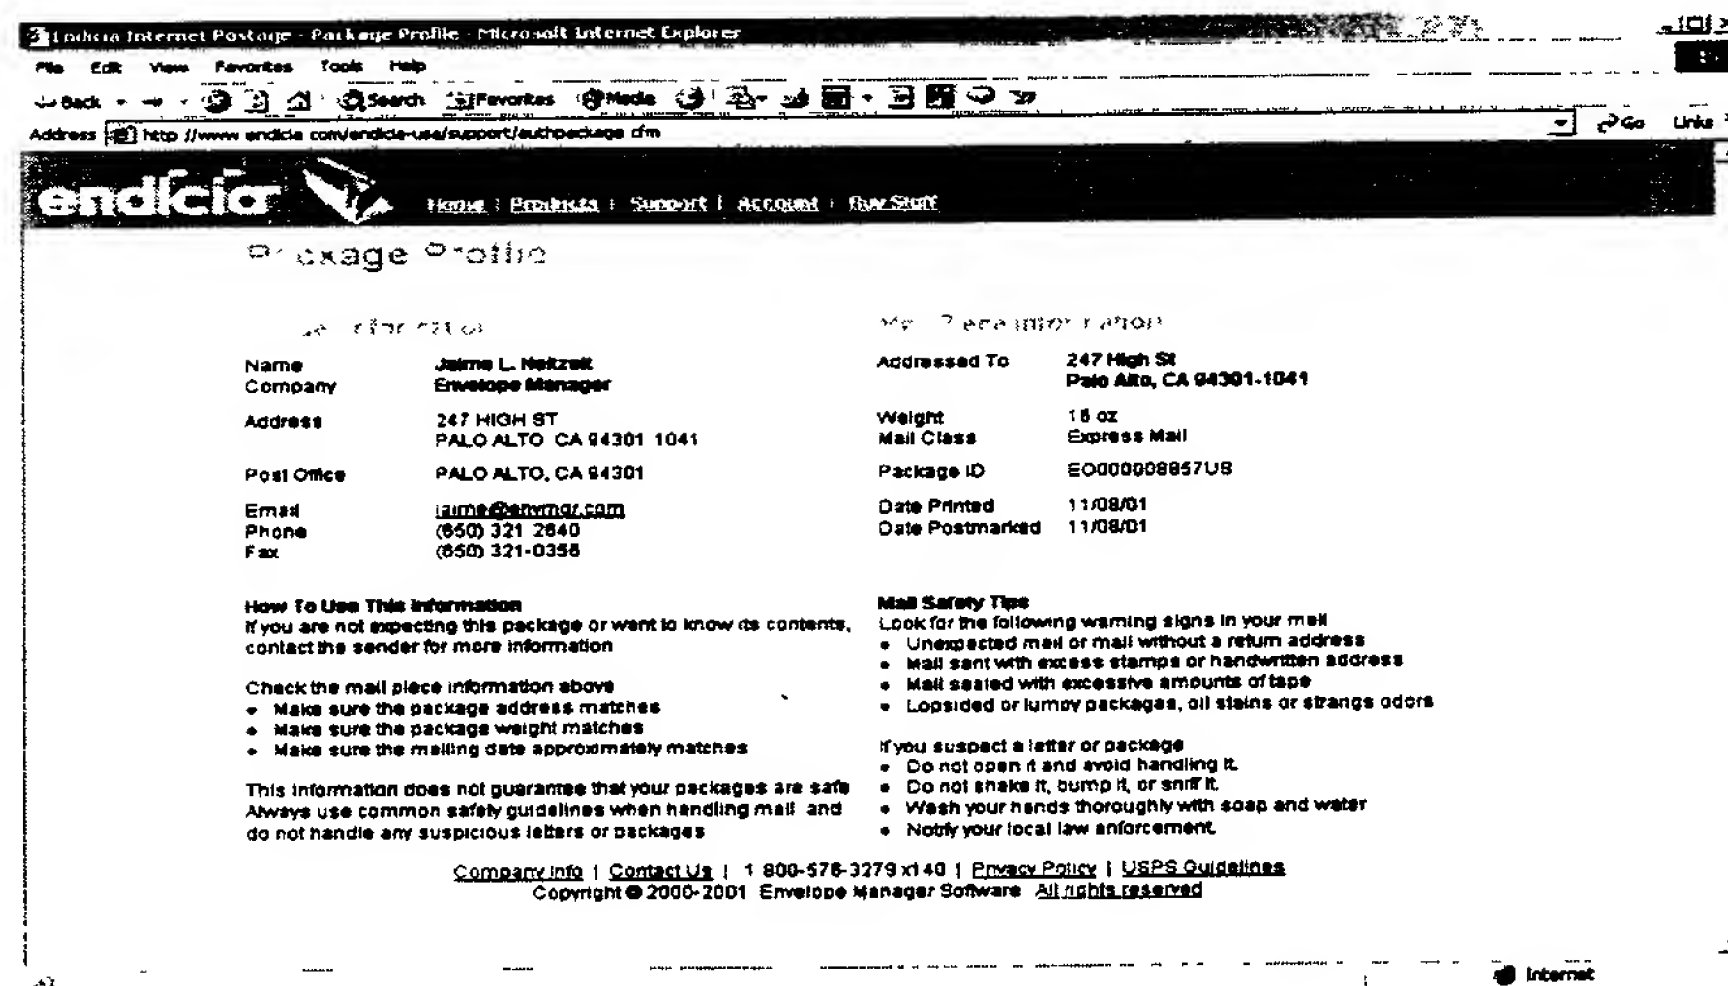 Endicia Internet Postage - Package Profile - Microsoft Internet Explorer
File Edit View Favorites Tools Help
Back Search Favorites Media
Address http://www endicia com/endicia-usa/support/authpackage cfm Go Links
endicia Home | Products | Support | Account | Buy Stuff
Package Profile
Name Jaime L.
Company Envelope Manager
Address 247 HIGH ST
PALO ALTO CA 94301 1041
Post Office PALO ALTO, CA 94301
Email jaime@envmgr.com
Phone (650) 321 2640
Fax (650) 321-0356
Mail Piece Information
Addressed To 247 High St
Palo Alto, CA 94301-1041
Weight oz
Mail Class Express Mail
Package ID
Date Printed 11/08/01
Date Postmarked 11/08/01
How To Use This Information
If you are not expecting this package or want to know its contents,
contact the sender for more information
Check the mail piece information above
• Make sure the package address matches
• Make sure the package weight matches
• Make sure the mailing date approximately matches
This information does not guarantee that your packages are safe
Always use common safety guidelines when handling mail and
do not handle any suspicious letters or packages
Mail Safety Tips
Look for the following warning signs in your mail
• Unexpected mail or mail without a return address
• Mail sent with excess stamps or handwritten address
• Mail sealed with excessive amounts of tape
• Lopsided or lumpy packages, oil stains or strange odors
If you suspect a letter or package
• Do not open it and avoid handling it.
• Do not shake it, bump it, or sniff it.
• Wash your hands thoroughly with soap and water
• Notify your local law enforcement.
Company Info | Contact Us | 1 800-576-3279 x140 | Privacy Policy | USPS Guidelines
Copyright © 2000-2001 Envelope Manager Software All rights reserved
Internet